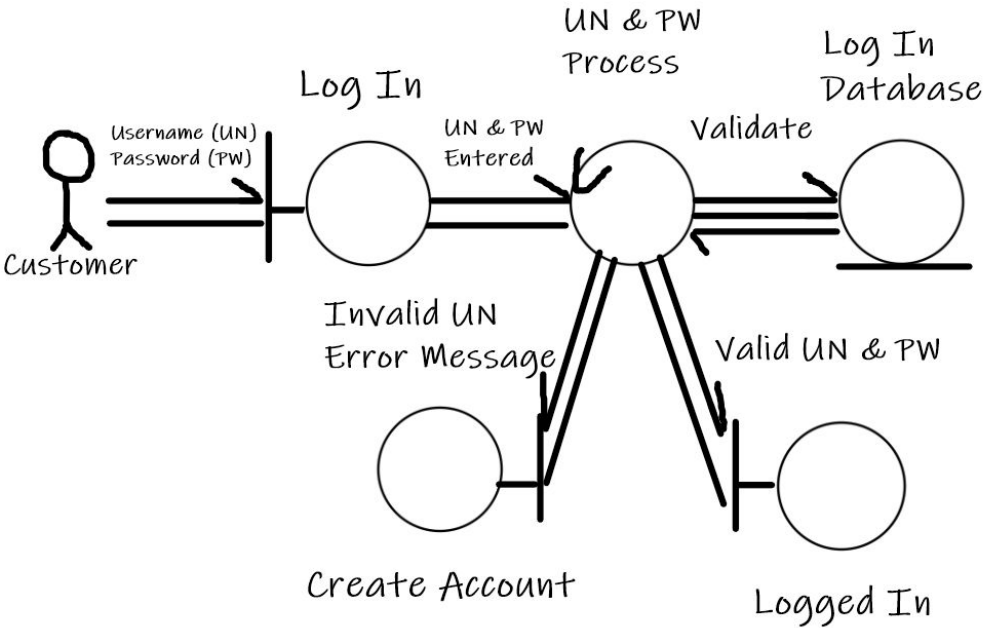 UN & PW
Process
Log In
Database
Log In
Username (UN)
Password (PW)
UN & PW
Entered
Validate
Customer
Invalid UN
Error Message
Valid UN & PW
Create Account
Logged In